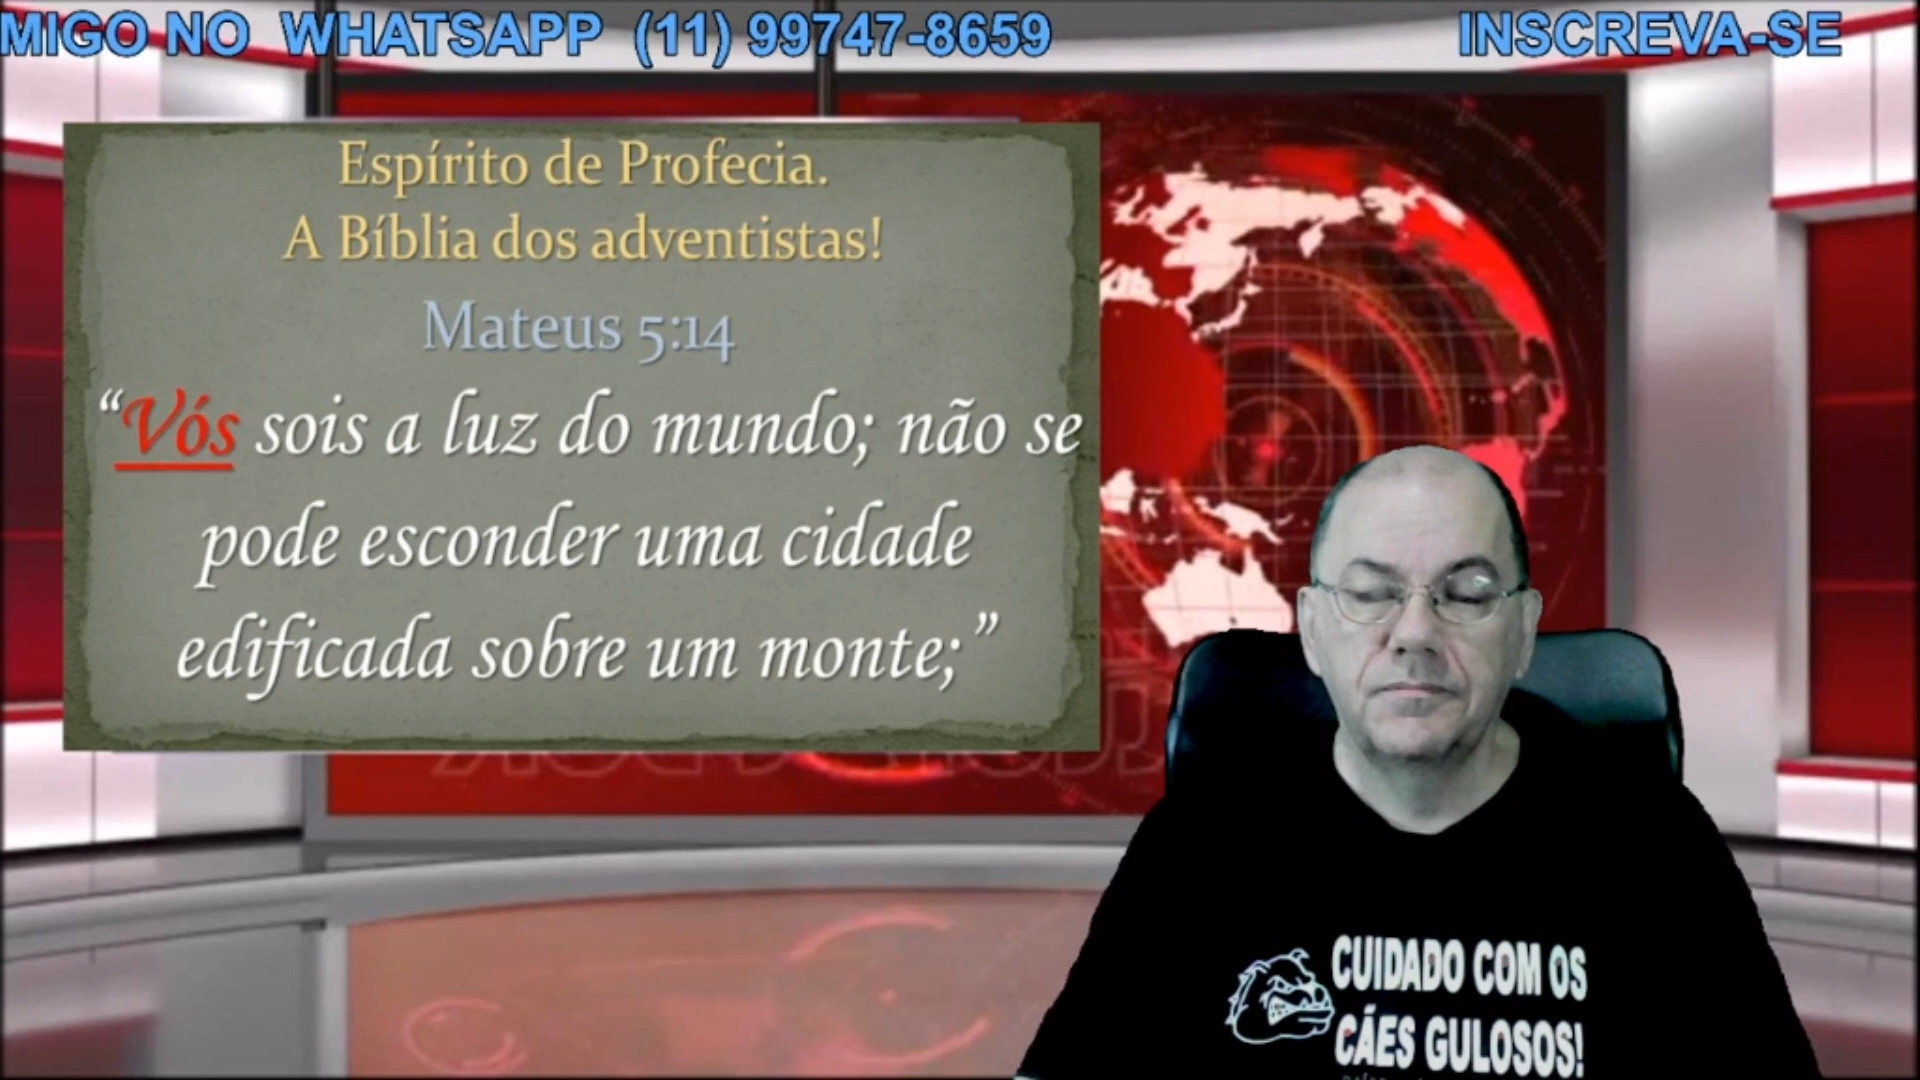 MIGO NO WHATSAPP (11) 99747-8659 INSCREVA-SE
Espírito de Profecia.
A Bíblia dos adventistas!
Mateus 5:14
“Vós sois a luz do mundo; não se
pode esconder uma cidade
edificada sobre um monte;”
CUIDADO COM OS
CÁES GULOSOS!